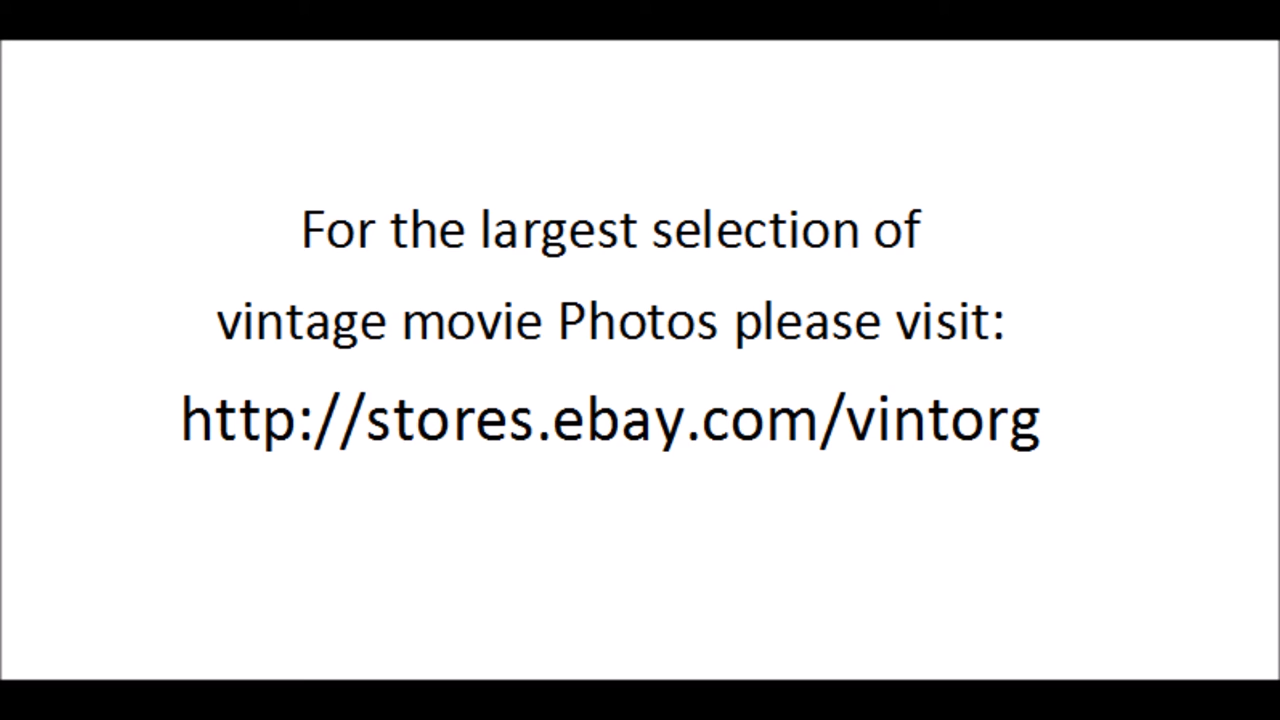 For the largest selection of
vintage movie Photos please visit:
http://stores.ebay.com/vintorg